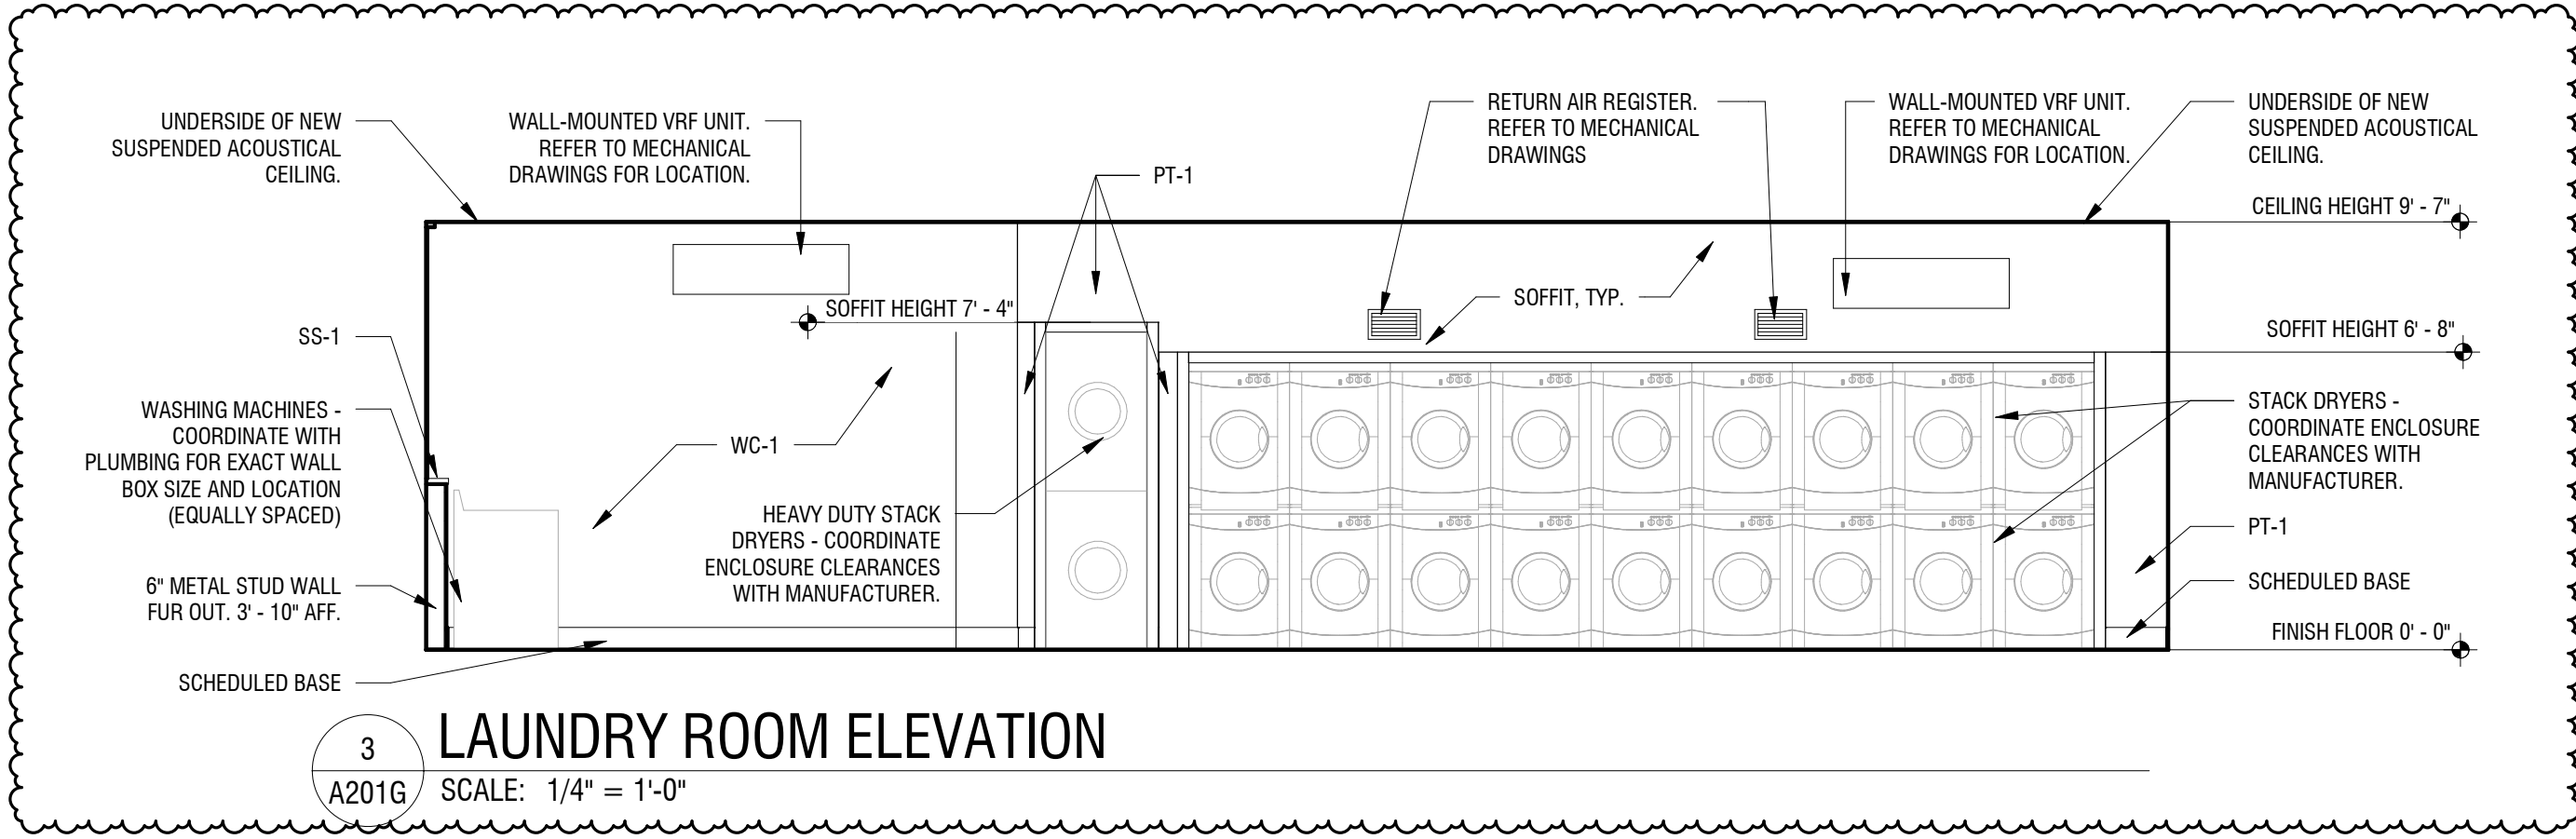 UNDERSIDE OF NEW
SUSPENDED ACOUSTICAL
CEILING.
WALL-MOUNTED VRF UNIT.
REFER TO MECHANICAL
DRAWINGS FOR LOCATION.
PT-1
RETURN AIR REGISTER.
REFER TO MECHANICAL
DRAWINGS
WALL-MOUNTED VRF UNIT.
REFER TO MECHANICAL
DRAWINGS FOR LOCATION.
UNDERSIDE OF NEW
SUSPENDED ACOUSTICAL
CEILING.
CEILING HEIGHT 9' - 7"
SOFFIT HEIGHT 7' - 4"
SOFFIT, TYP.
SOFFIT HEIGHT 6' - 8"
SS-1
WASHING MACHINES -
COORDINATE WITH
PLUMBING FOR EXACT WALL
BOX SIZE AND LOCATION
(EQUALLY SPACED)
WC-1
HEAVY DUTY STACK
DRYERS - COORDINATE
ENCLOSURE CLEARANCES
WITH MANUFACTURER.
STACK DRYERS -
COORDINATE ENCLOSURE
CLEARANCES WITH
MANUFACTURER.
PT-1
6" METAL STUD WALL
FUR OUT. 3' - 10" AFF.
SCHEDULED BASE
FINISH FLOOR 0' - 0"
SCHEDULED BASE
3
A201G
LAUNDRY ROOM ELEVATION
SCALE: 1/4" = 1'-0"